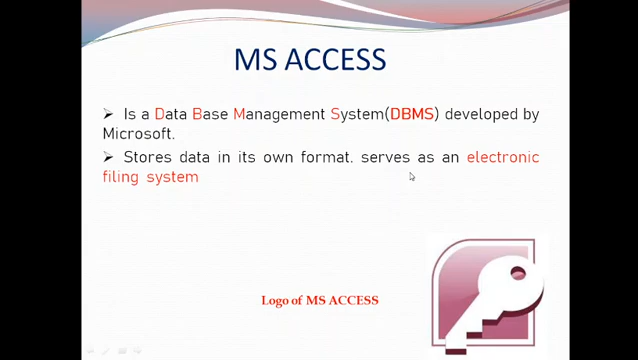 MS ACCESS
➢ Is a Data Base Management System(DBMS) developed by
Microsoft.
➢ Stores data in its own format. serves as an electronic
filing system
Logo of MS ACCESS